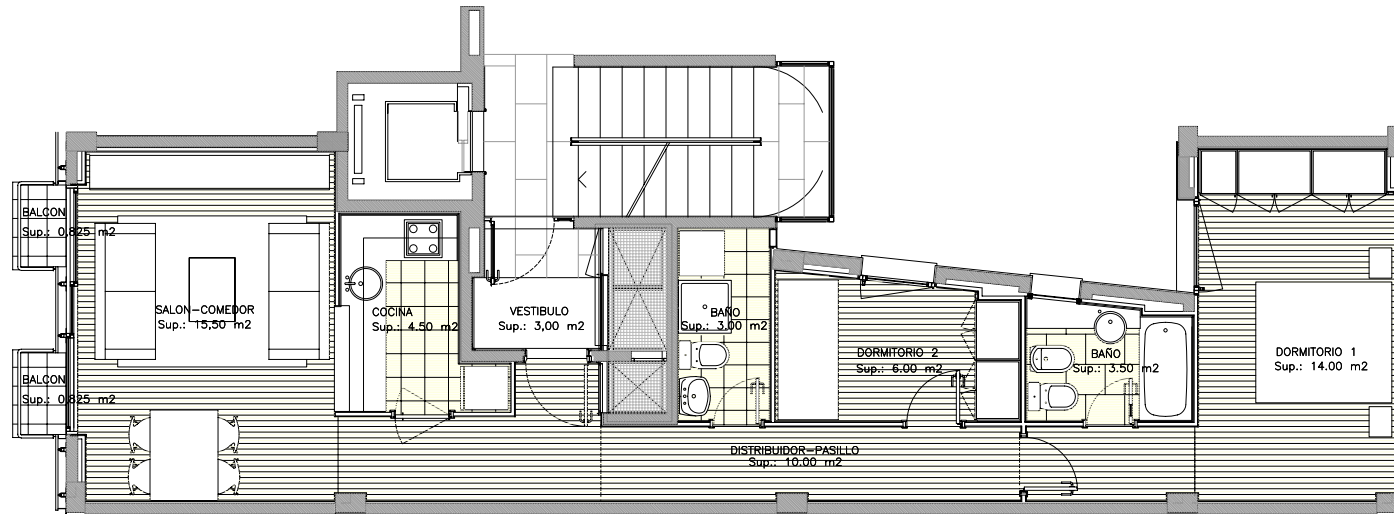 BALCON
Sup.: 0.825 m2
SALON-COMEDOR
Sup.: 15,50 m2
BALCON
Sup.: 0.825 m2
COCINA
Sup.: 4.50 m2
VESTIBULO
Sup.: 3,00 m2
BAÑO
Sup.: 3.00 m2
DORMITORIO 2
Sup.: 6.00 m2
BAÑO
Sup.: 3.50 m2
DORMITORIO 1
Sup.: 14.00 m2
DISTRIBUIDOR-PASILLO
Sup.: 10.00 m2